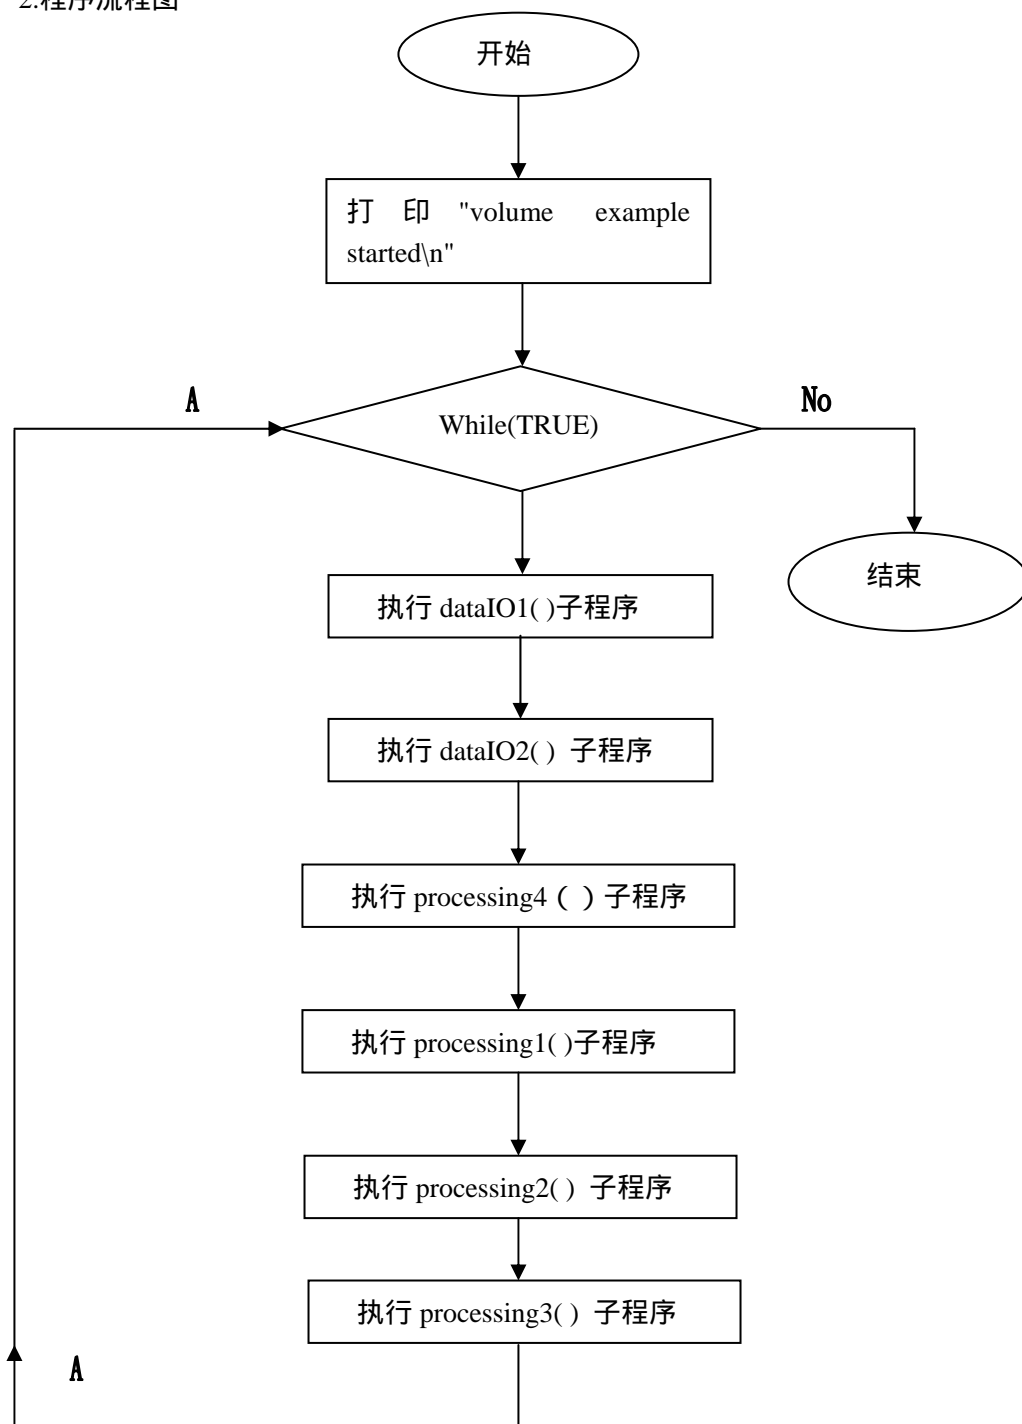 2.程序流程图
开始
打 印 "volume example
started\n"
A
No
While(TRUE)
结束
执行 dataIO1( )子程序
执行 dataIO2( ) 子程序
执行 processing4（ ）子程序
执行 processing1( )子程序
执行 processing2( ) 子程序
执行 processing3( ) 子程序
A